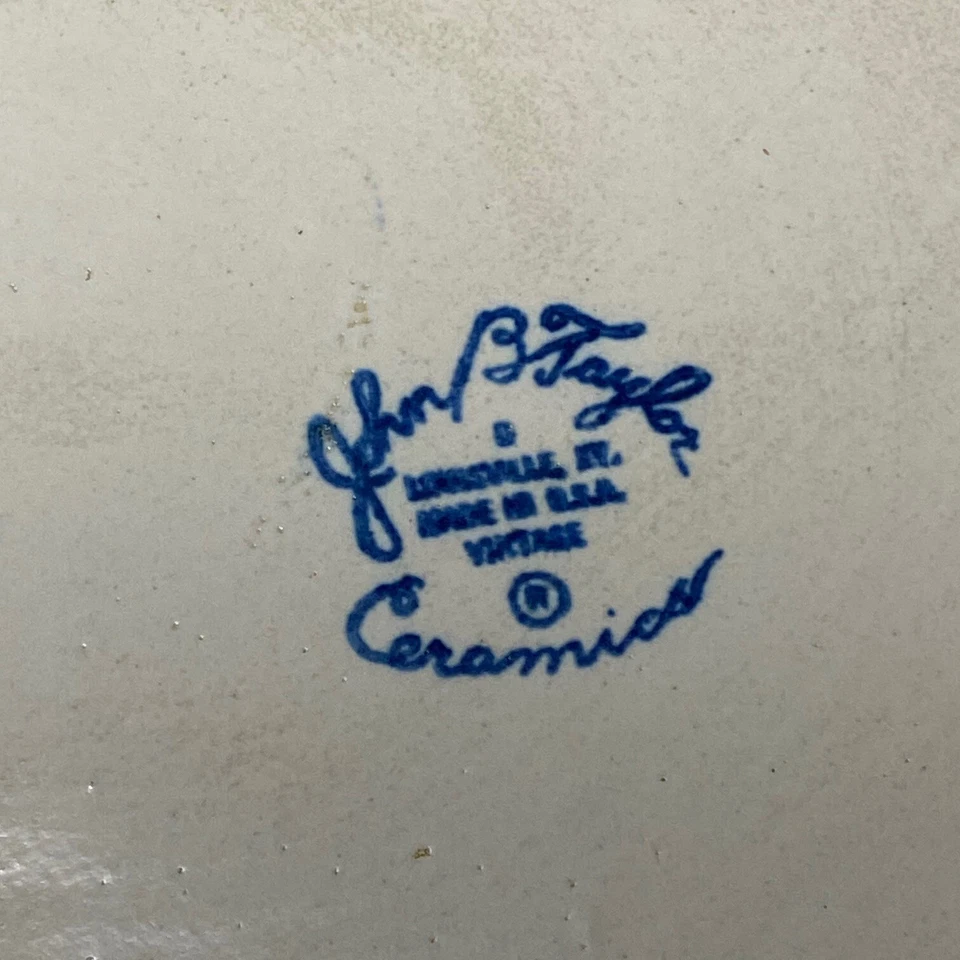 John B Taylor
LOUISVILLE, KY.
MADE IN U.S.A.
VINTAGE
®
Ceramics